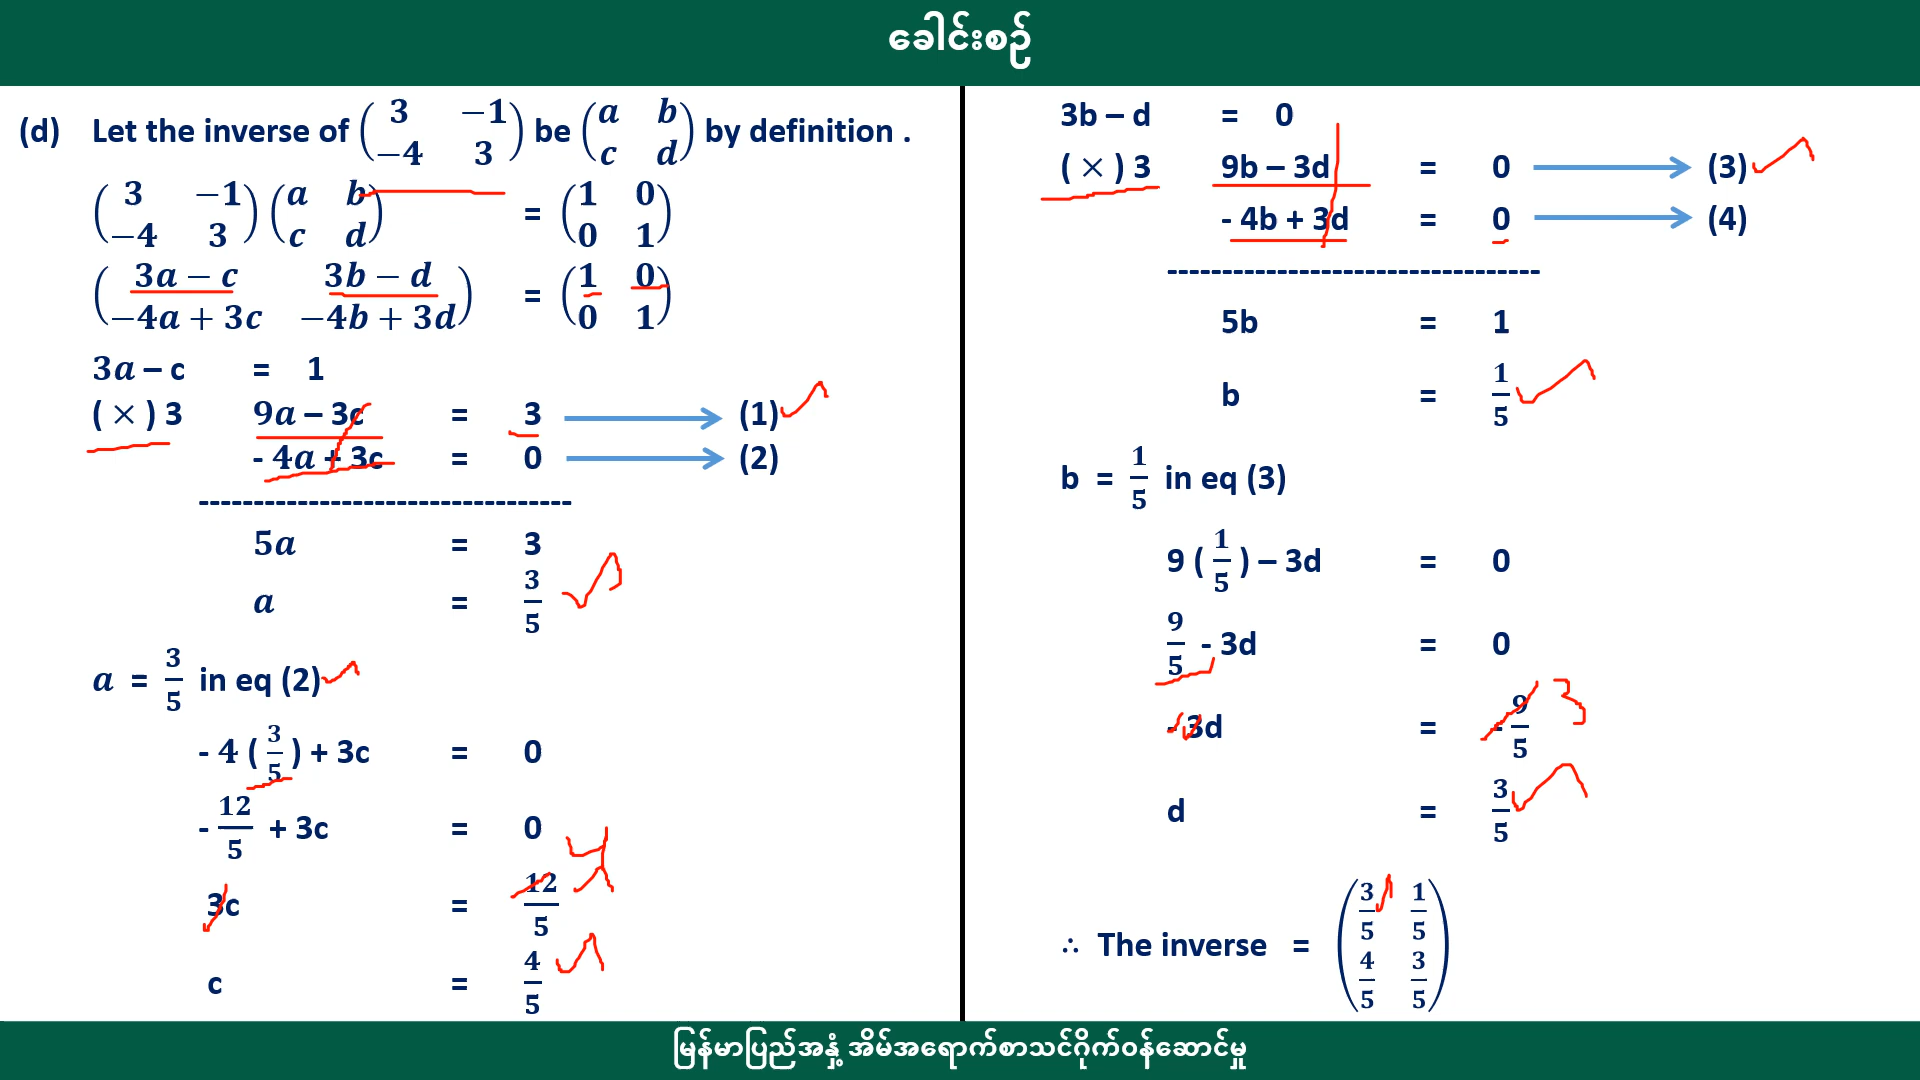 ခေါင်းစဉ်
(d) Let the inverse of (3 −1 / −4 3) be (a b / c d) by definition .
(3 −1 / −4 3) (a b / c d) = (1 0 / 0 1)
(3a − c 3b − d / −4a + 3c −4b + 3d) = (1 0 / 0 1)
3a – c = 1
( × ) 3 9a – 3c = 3 → (1)
- 4a + 3c = 0 → (2)
----------------------------------
5a = 3
a = 3/5
a = 3/5 in eq (2)
- 4 ( 3/5 ) + 3c = 0
- 12/5 + 3c = 0
3c = 12/5 4
c = 4/5
3b – d = 0
( × ) 3 9b – 3d = 0 → (3)
- 4b + 3d = 0 → (4)
----------------------------------
5b = 1
b = 1/5
b = 1/5 in eq (3)
9 ( 1/5 ) – 3d = 0
9/5 - 3d = 0
- 3d = - 9/5 3
d = 3/5
∴ The inverse = (3/5 1/5 / 4/5 3/5)
မြန်မာပြည်အနှံ့ အိမ်အရောက်စာသင်ဂိုက်ဝန်ဆောင်မှု